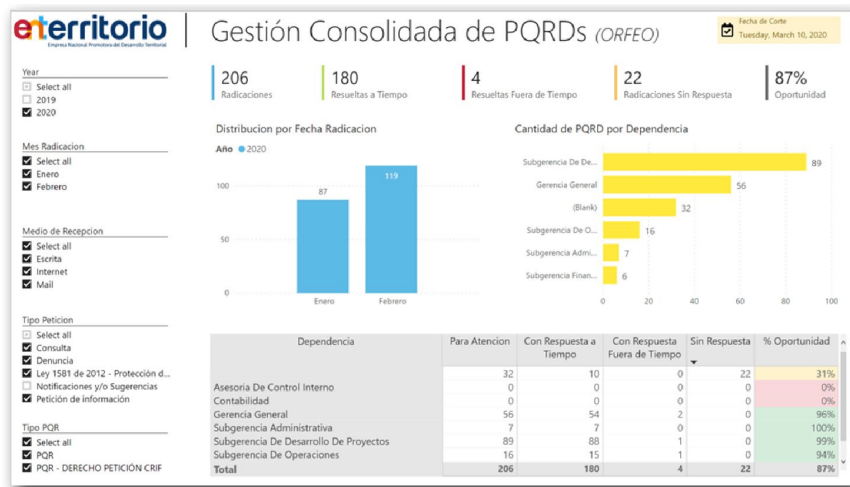 enterritorio
Empresa Nacional Promotora del Desarrollo Territorial
Gestión Consolidada de PQRDs (ORFEO)
Fecha de Corte
Tuesday, March 10, 2020
Year
Select all
2019
2020
Mes Radicacion
Select all
Enero
Febrero
Medio de Recepcion
Select all
Escrita
Internet
Mail
Tipo Peticion
Select all
Consulta
Denuncia
Ley 1581 de 2012 - Protección d...
Notificaciones y/o Sugerencias
Petición de información
Tipo PQR
Select all
PQR
PQR - DERECHO PETICIÓN CRIF
206
Radicaciones
180
Resueltas a Tiempo
4
Resueltas Fuera de Tiempo
22
Radicaciones Sin Respuesta
87%
Oportunidad
Distribucion por Fecha Radicacion
Año 2020
100
50
0
87
119
Enero Febrero
Cantidad de PQRD por Dependencia
Subgerencia De De... 89
Gerencia General 56
(Blank) 32
Subgerencia De O... 16
Subgerencia Admi... 7
Subgerencia Finan... 6
0 20 40 60 80 100
Dependencia Para Atencion Con Respuesta a Tiempo Con Respuesta Fuera de Tiempo Sin Respuesta % Oportunidad
32 10 0 22 31%
Asesoria De Control Interno 0 0 0 0 0%
Contabilidad 0 0 0 0 0%
Gerencia General 56 54 2 0 96%
Subgerencia Administrativa 7 7 0 0 100%
Subgerencia De Desarrollo De Proyectos 89 88 1 0 99%
Subgerencia De Operaciones 16 15 1 0 94%
Total 206 180 4 22 87%